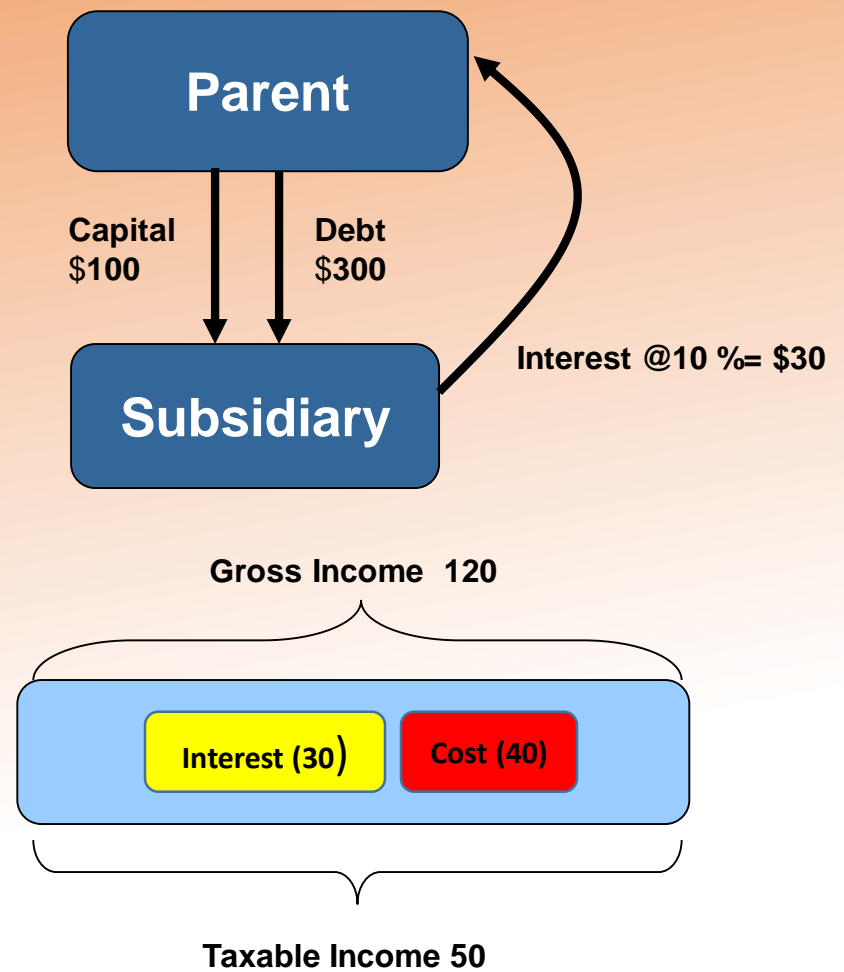 Parent
Capital
$100
Debt
$300
Interest @10 %= $30
Subsidiary
Gross Income 120
Interest (30)
Cost (40)
Taxable Income 50